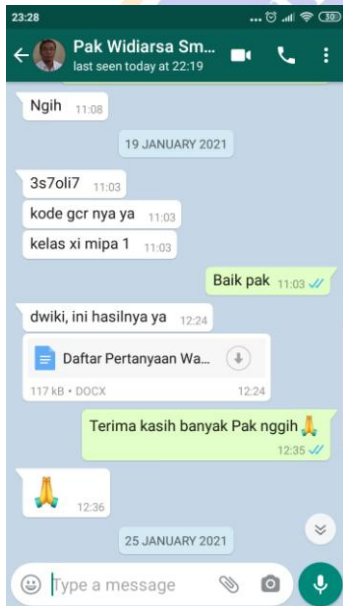 23:28
30
Pak Widiarsa Sm...
last seen today at 22:19
Ngih 11:08
19 JANUARY 2021
3s7oli7 11:03
kode gcr nya ya 11:03
kelas xi mipa 1 11:03
Baik pak 11:03
dwiki, ini hasilnya ya 12:24
Daftar Pertanyaan Wa...
117 kB • DOCX 12:24
Terima kasih banyak Pak nggih🙏
12:35
🙏 12:36
25 JANUARY 2021
Type a message